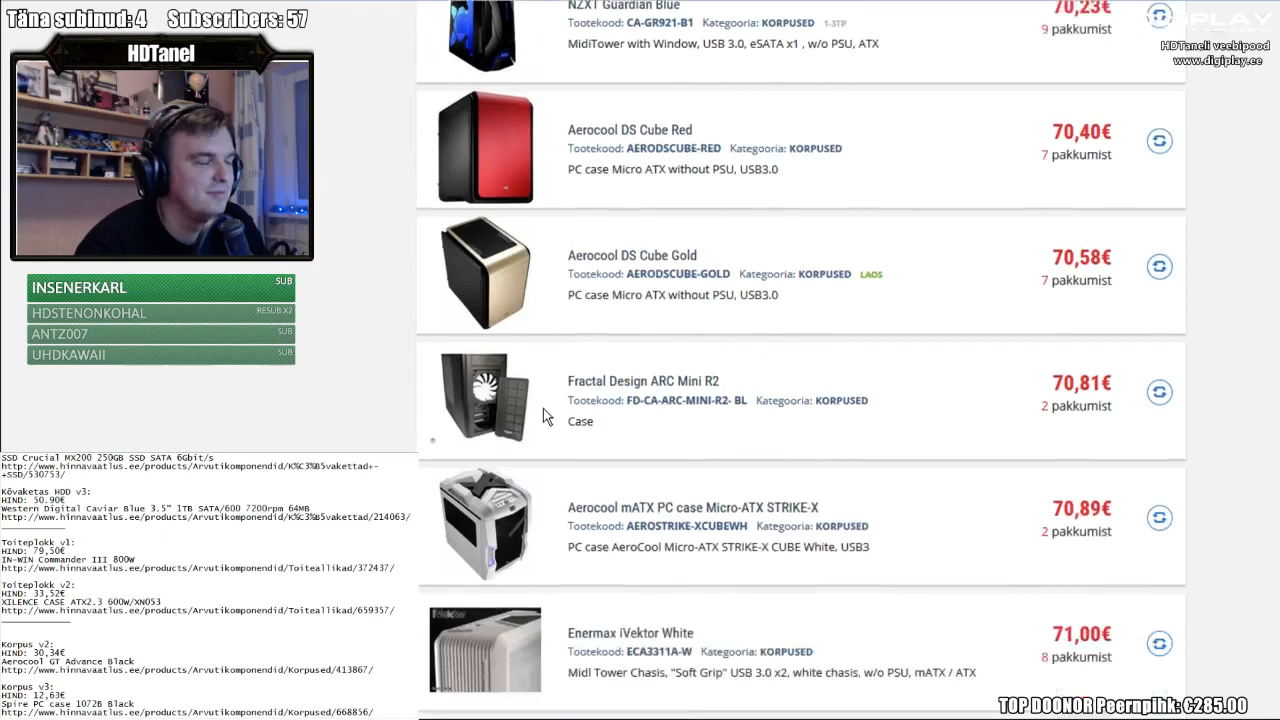 Täna subinud: 4 Subscribers: 57
HDTanel
INSENERKARL SUB
HDSTENONKOHAL RESUB X2
ANTZ007 SUB
UHDKAWAII SUB
SSD Crucial MX200 250GB SSD SATA 6Gbit/s
http://www.hinnavaatlus.ee/products/Arvutikomponendid/K%C3%B5vakettad+-
+SSD/530753/
Kõvaketas HDD v3:
HIND: 50.90€
Western Digital Caviar Blue 3.5" 1TB SATA/600 7200rpm 64MB
http://www.hinnavaatlus.ee/products/Arvutikomponendid/K%C3%B5vakettad/214063/
Toiteplokk v1:
HIND: 79,50€
IN-WIN Commander III 800W
http://www.hinnavaatlus.ee/products/Arvutikomponendid/Toiteallikad/372437/
Toiteplokk v2:
HIND: 33,52€
XILENCE CASE ATX2.3 600W/XN053
http://www.hinnavaatlus.ee/products/Arvutikomponendid/Toiteallikad/659357/
Korpus v2:
HIND: 30,34€
Aerocool GT Advance Black
http://www.hinnavaatlus.ee/products/Arvutikomponendid/Korpused/413867/
Korpus v3:
HIND: 12,63€
Spire PC case 1072B Black
http://www.hinnavaatlus.ee/products/Arvutikomponendid/Korpused/668856/
NZXT Guardian Blue
Tootekood: CA-GR921-B1 Kategooria: KORPUSED 1-3TP
MidiTower with Window, USB 3.0, eSATA x1 , w/o PSU, ATX
70,23€
9 pakkumist
HDTaneli veebipood
www.digiplay.ee
Aerocool DS Cube Red
Tootekood: AERODSCUBE-RED Kategooria: KORPUSED
PC case Micro ATX without PSU, USB3.0
70,40€
7 pakkumist
Aerocool DS Cube Gold
Tootekood: AERODSCUBE-GOLD Kategooria: KORPUSED LAOS
PC case Micro ATX without PSU, USB3.0
70,58€
7 pakkumist
Fractal Design ARC Mini R2
Tootekood: FD-CA-ARC-MINI-R2- BL Kategooria: KORPUSED
Case
70,81€
2 pakkumist
Aerocool mATX PC case Micro-ATX STRIKE-X
Tootekood: AEROSTRIKE-XCUBEWH Kategooria: KORPUSED
PC case AeroCool Micro-ATX STRIKE-X CUBE White, USB3
70,89€
2 pakkumist
Enermax iVektor White
Tootekood: ECA3311A-W Kategooria: KORPUSED
Midl Tower Chasis, "Soft Grip" USB 3.0 x2, white chasis, w/o PSU, mATX / ATX
71,00€
8 pakkumist
TOP DOONOR Peernpihk: €285.00